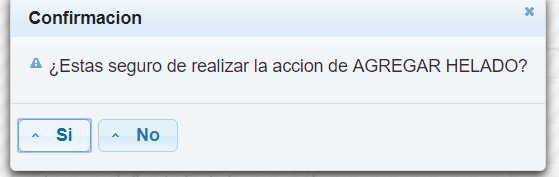 Confirmacion
¿Estas seguro de realizar la accion de AGREGAR HELADO?
Si No